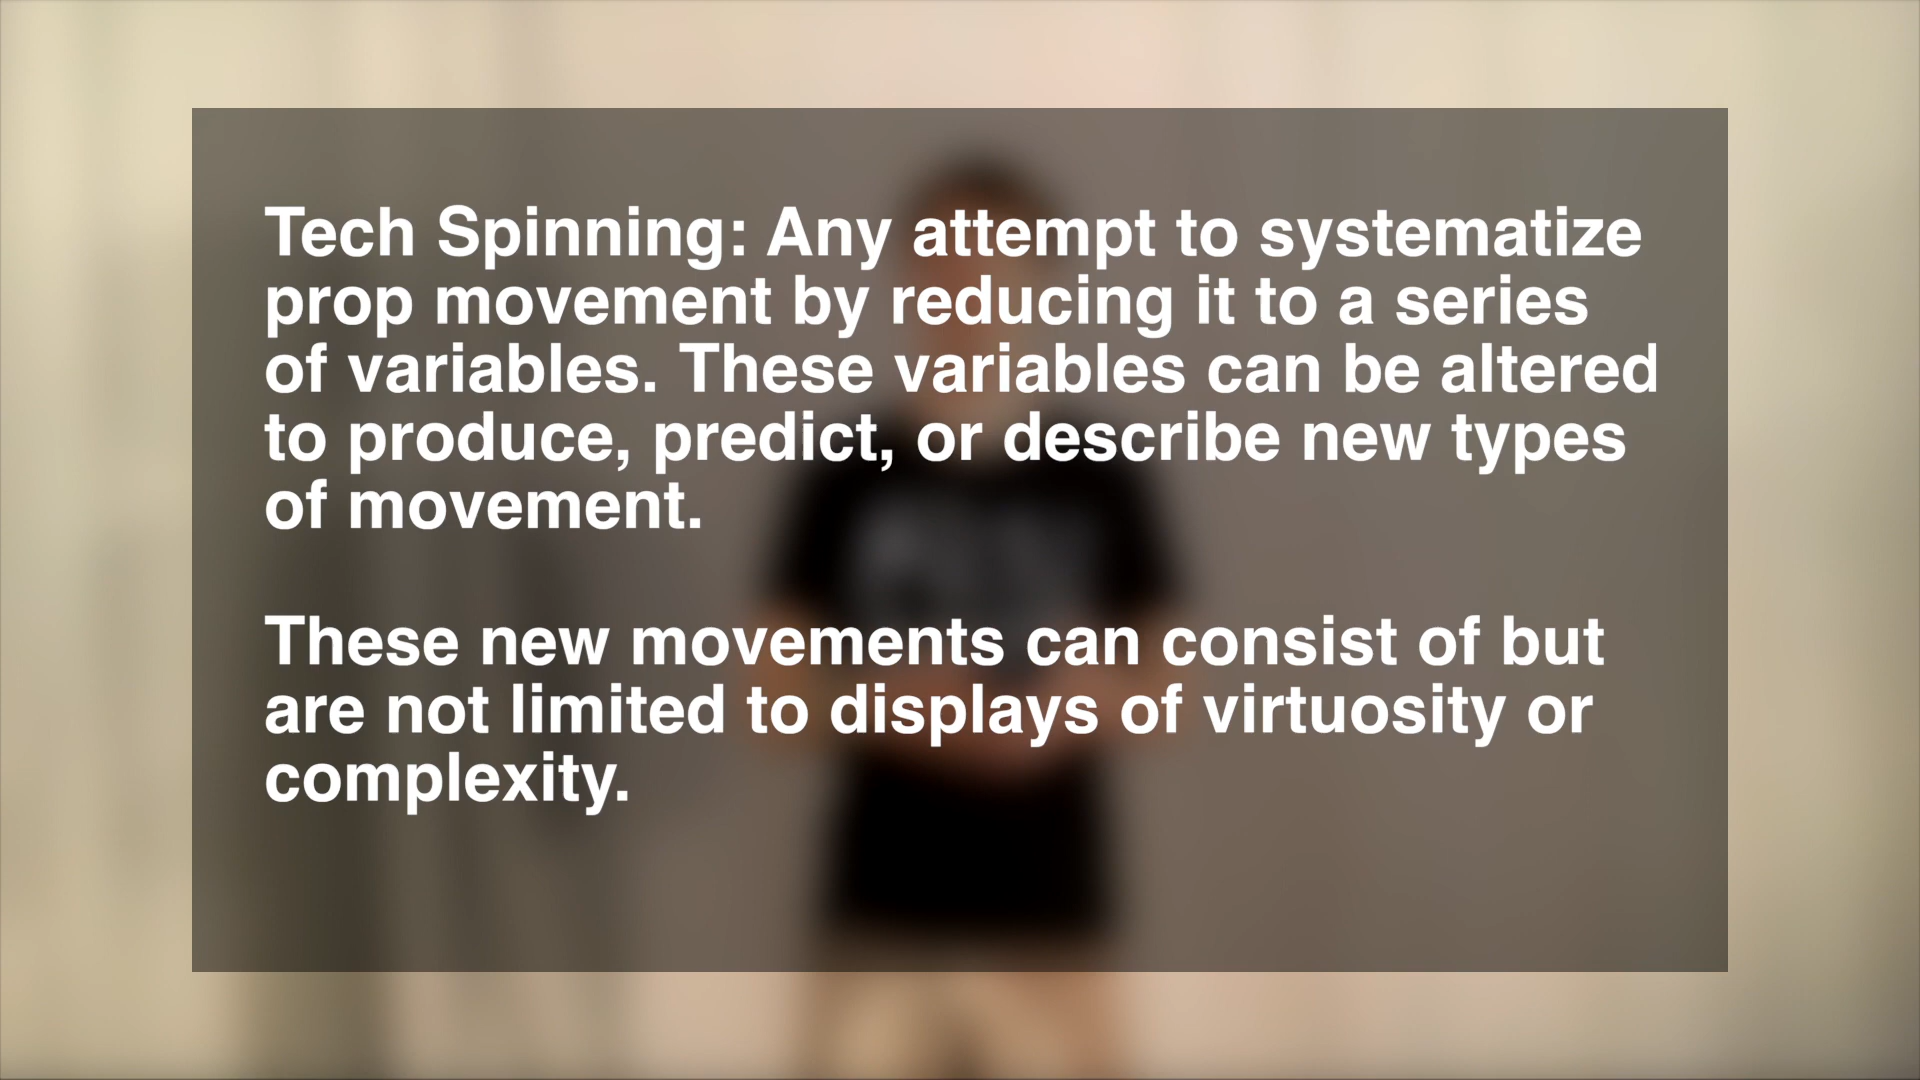 Tech Spinning: Any attempt to systematize
prop movement by reducing it to a series
of variables. These variables can be altered
to produce, predict, or describe new types
of movement.
These new movements can consist of but
are not limited to displays of virtuosity or
complexity.